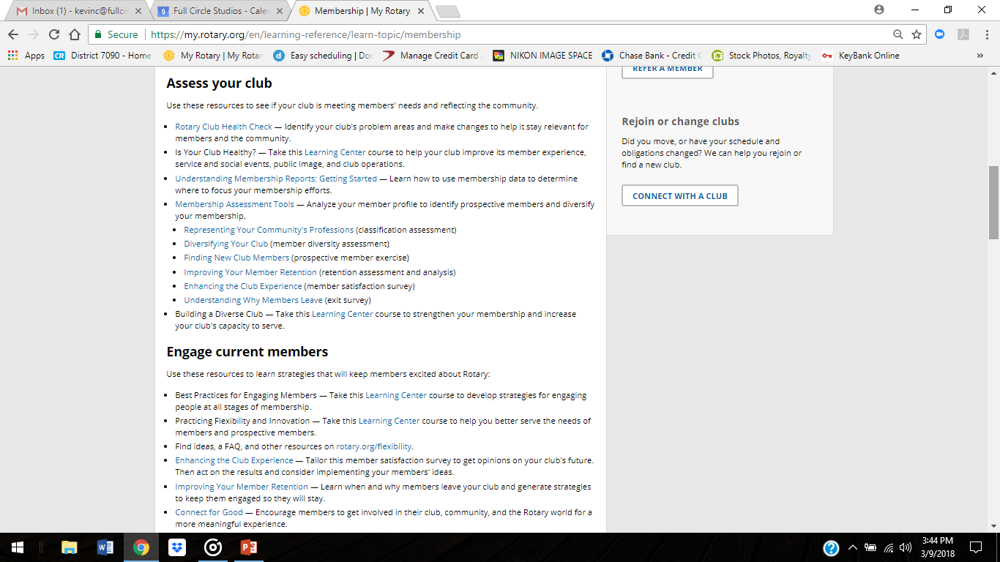 Inbox (1) - kevinc@fullcir
Full Circle Studios - Caler
Membership | My Rotary
Secure
https://my.rotary.org/en/learning-reference/learn-topic/membership
Apps
CR District 7090 - Home
My Rotary | My Rotar
d Easy scheduling | Doo
Manage Credit Card A
NIKON IMAGE SPACE
Chase Bank - Credit C
Stock Photos, Royalty
KeyBank Online
»
REFER A MEMBER
Assess your club
Use these resources to see if your club is meeting members' needs and reflecting the community.
• Rotary Club Health Check — Identify your club's problem areas and make changes to help it stay relevant for
members and the community.
• Is Your Club Healthy? — Take this Learning Center course to help your club improve its member experience,
service and social events, public image, and club operations.
• Understanding Membership Reports: Getting Started — Learn how to use membership data to determine
where to focus your membership efforts.
• Membership Assessment Tools — Analyze your member profile to identify prospective members and diversify
your membership.
• Representing Your Community's Professions (classification assessment)
• Diversifying Your Club (member diversity assessment)
• Finding New Club Members (prospective member exercise)
• Improving Your Member Retention (retention assessment and analysis)
• Enhancing the Club Experience (member satisfaction survey)
• Understanding Why Members Leave (exit survey)
• Building a Diverse Club — Take this Learning Center course to strengthen your membership and increase
your club's capacity to serve.
Engage current members
Use these resources to learn strategies that will keep members excited about Rotary:
• Best Practices for Engaging Members — Take this Learning Center course to develop strategies for engaging
people at all stages of membership.
• Practicing Flexibility and Innovation — Take this Learning Center course to help you better serve the needs of
members and prospective members.
• Find ideas, a FAQ, and other resources on rotary.org/flexibility.
• Enhancing the Club Experience — Tailor this member satisfaction survey to get opinions on your club's future.
Then act on the results and consider implementing your members' ideas.
• Improving Your Member Retention — Learn when and why members leave your club and generate strategies
to keep them engaged so they will stay.
• Connect for Good — Encourage members to get involved in their club, community, and the Rotary world for a
more meaningful experience.
Rejoin or change clubs
Did you move, or have your schedule and
obligations changed? We can help you rejoin or
find a new club.
CONNECT WITH A CLUB
3:44 PM
3/9/2018